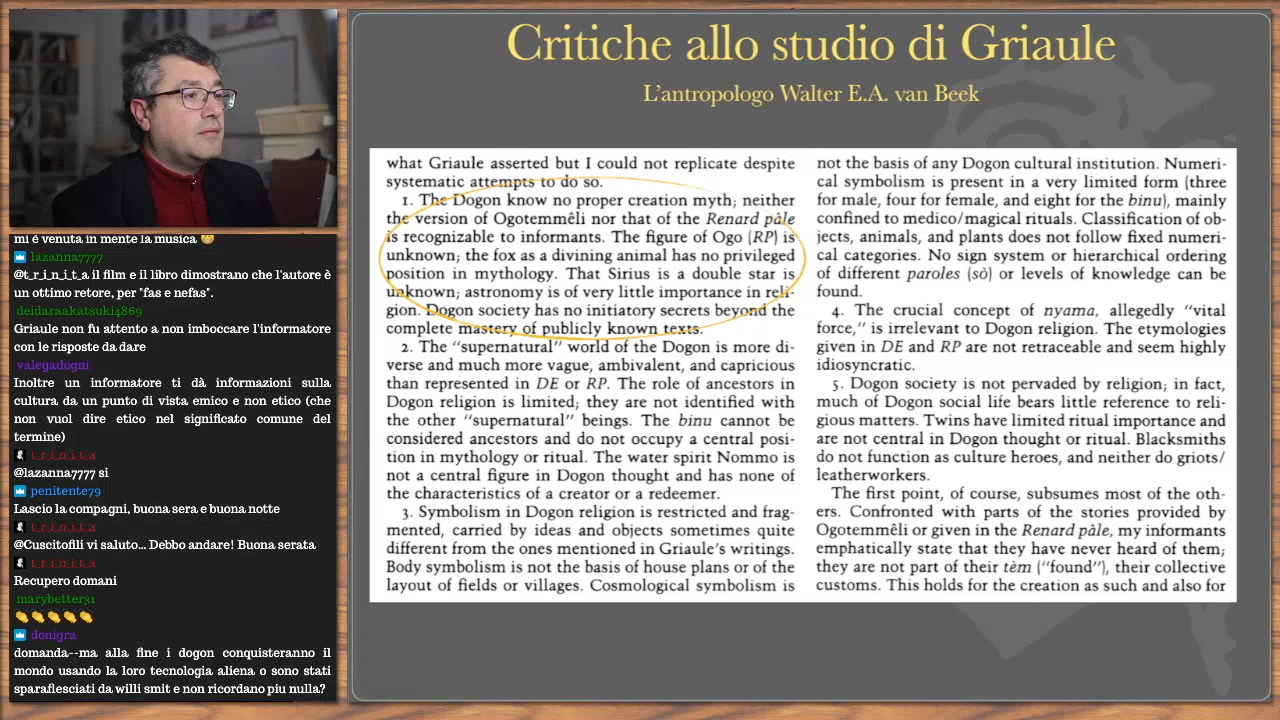 Critiche allo studio di Griaule
L'antropologo Walter E.A. van Beek
what Griaule asserted but I could not replicate despite
systematic attempts to do so.
1. The Dogon know no proper creation myth; neither
the version of Ogotemmêli nor that of the Renard pâle
is recognizable to informants. The figure of Ogo (RP) is
unknown; the fox as a divining animal has no privileged
position in mythology. That Sirius is a double star is
unknown; astronomy is of very little importance in reli-
gion. Dogon society has no initiatory secrets beyond the
complete mastery of publicly known texts.
2. The "supernatural" world of the Dogon is more di-
verse and much more vague, ambivalent, and capricious
than represented in DE or RP. The role of ancestors in
Dogon religion is limited; they are not identified with
the other "supernatural" beings. The binu cannot be
considered ancestors and do not occupy a central posi-
tion in mythology or ritual. The water spirit Nommo is
not a central figure in Dogon thought and has none of
the characteristics of a creator or a redeemer.
3. Symbolism in Dogon religion is restricted and frag-
mented, carried by ideas and objects sometimes quite
different from the ones mentioned in Griaule's writings.
Body symbolism is not the basis of house plans or of the
layout of fields or villages. Cosmological symbolism is
not the basis of any Dogon cultural institution. Numeri-
cal symbolism is present in a very limited form (three
for male, four for female, and eight for the binu), mainly
confined to medico/magical rituals. Classification of ob-
jects, animals, and plants does not follow fixed numeri-
cal categories. No sign system or hierarchical ordering
of different paroles (sò) or levels of knowledge can be
found.
4. The crucial concept of nyama, allegedly "vital
force," is irrelevant to Dogon religion. The etymologies
given in DE and RP are not retraceable and seem highly
idiosyncratic.
5. Dogon society is not pervaded by religion; in fact,
much of Dogon social life bears little reference to reli-
gious matters. Twins have limited ritual importance and
are not central in Dogon thought or ritual. Blacksmiths
do not function as culture heroes, and neither do griots/
leatherworkers.
The first point, of course, subsumes most of the oth-
ers. Confronted with parts of the stories provided by
Ogotemmêli or given in the Renard pâle, my informants
emphatically state that they have never heard of them;
they are not part of their tèm ("found"), their collective
customs. This holds for the creation as such and also for
mi é venuta in mente la musica 😁
lazanna7777
@t_r_i_n_i_t_a il film e il libro dimostrano che l'autore è
un ottimo retore, per "fas e nefas".
deidaraakatsuki4869
Griaule non fu attento a non imboccare l'informatore
con le risposte da dare
valegadogni
Inoltre un informatore ti dà informazioni sulla
cultura da un punto di vista emico e non etico (che
non vuol dire etico nel significato comune del
termine)
t_r_i_n_i_t_a
@lazanna7777 si
penitente79
Lascio la compagni, buona sera e buona notte
t_r_i_n_i_t_a
@Cuscitofili vi saluto... Debbo andare! Buona serata
t_r_i_n_i_t_a
Recupero domani
marybetter31
👏👏👏👏👏
donigra
domanda--ma alla fine i dogon conquisteranno il
mondo usando la loro tecnologia aliena o sono stati
sparaflesciati da willi smit e non ricordano piu nulla?